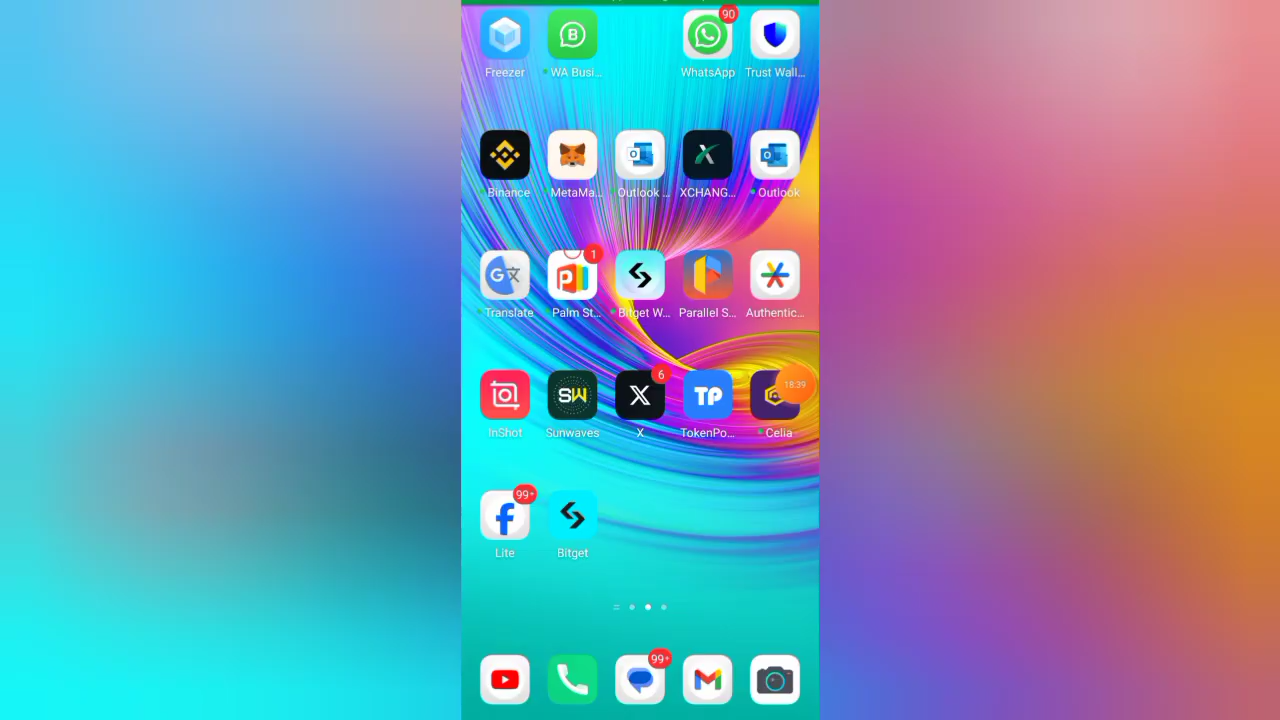 90
Freezer
WA Busi...
WhatsApp
Trust Wall...
Binance
MetaMa...
Outlook ...
XCHANG...
Outlook
1
Translate
Palm St...
Bitget W...
Parallel S...
Authentic...
6
18:39
InShot
Sunwaves
X
TokenPo...
Celia
99+
Lite
Bitget
99+